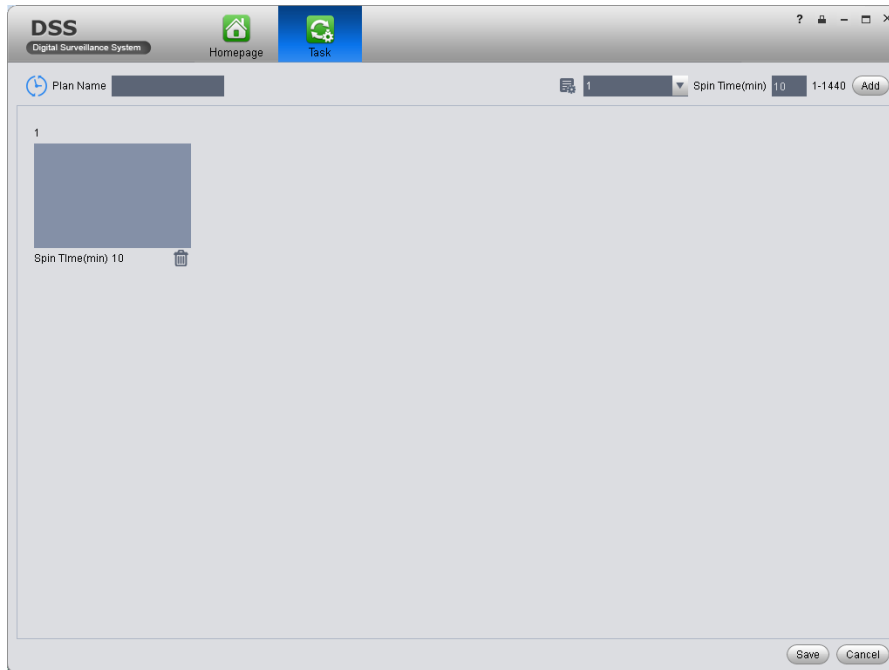 DSS
Digital Surveillance System
Homepage
Task
?
Plan Name
1
Spin Time(min)
10
1-1440
Add
1
Spin TIme(min) 10
Save
Cancel